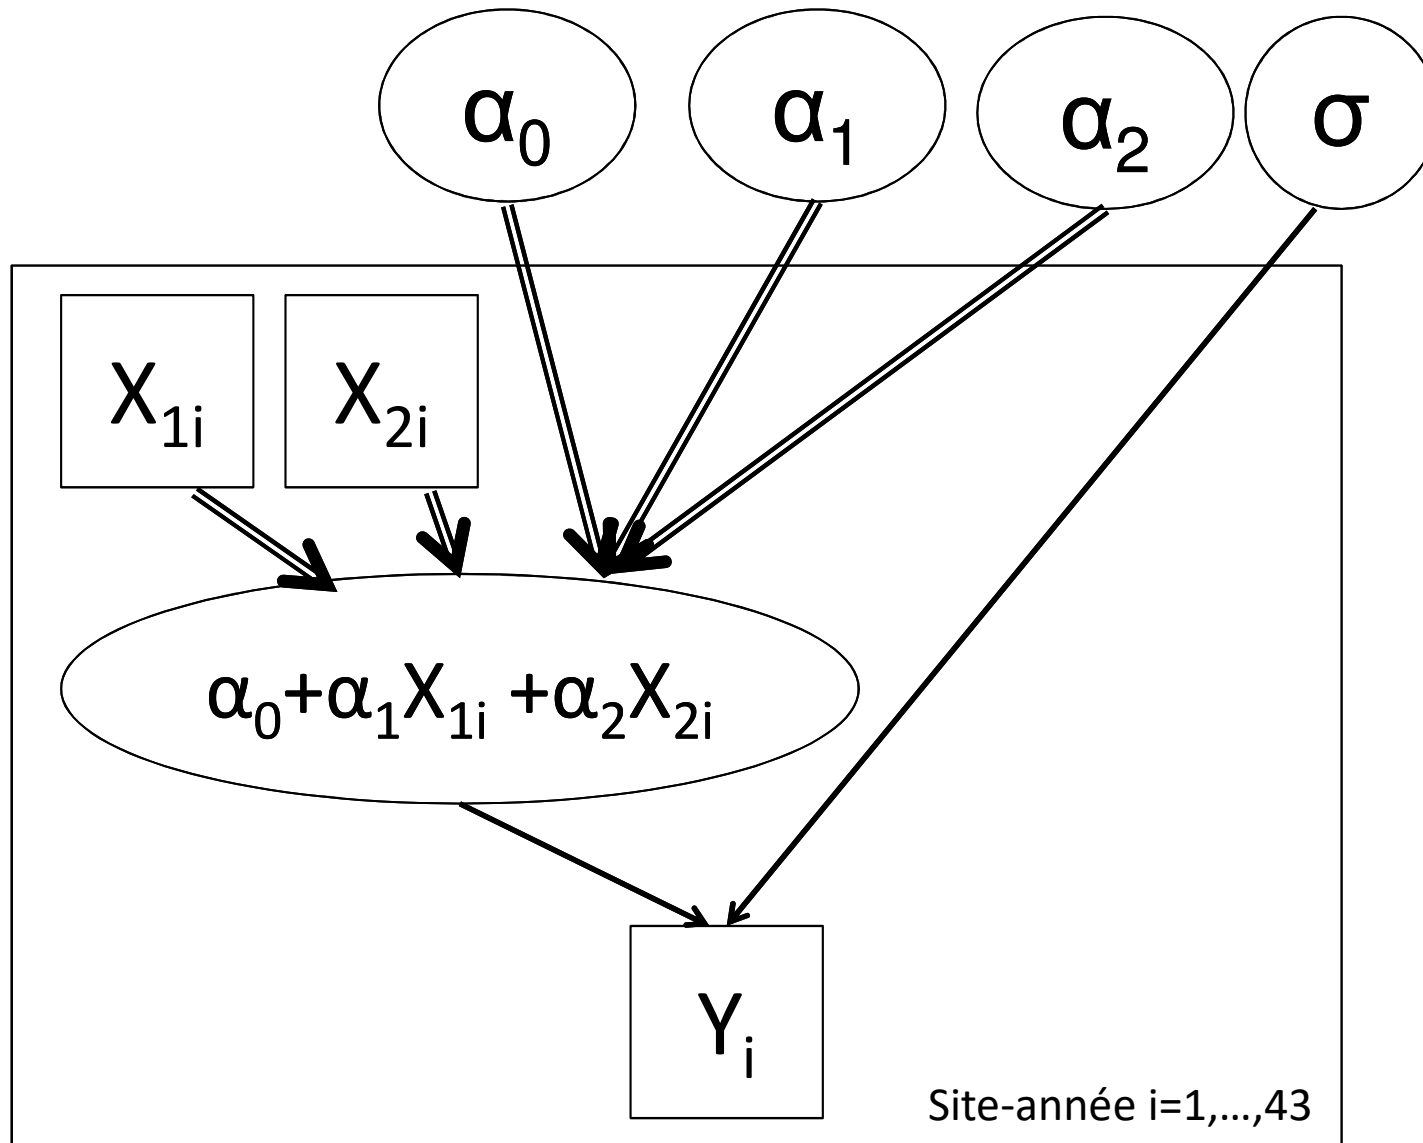 α₀ α₁ α₂ σ
X₁ᵢ X₂ᵢ
α₀+α₁X₁ᵢ +α₂X₂ᵢ
Yᵢ
Site-année i=1,...,43